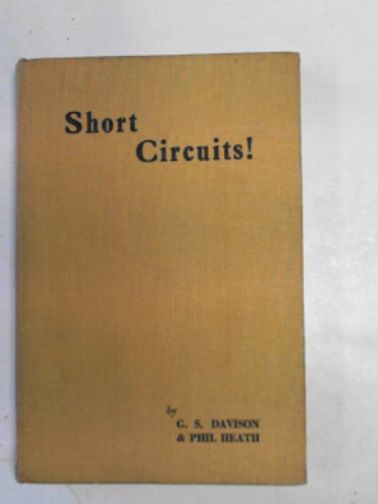 Short
Circuits!
by
G. S. DAVISON
& PHIL HEATH